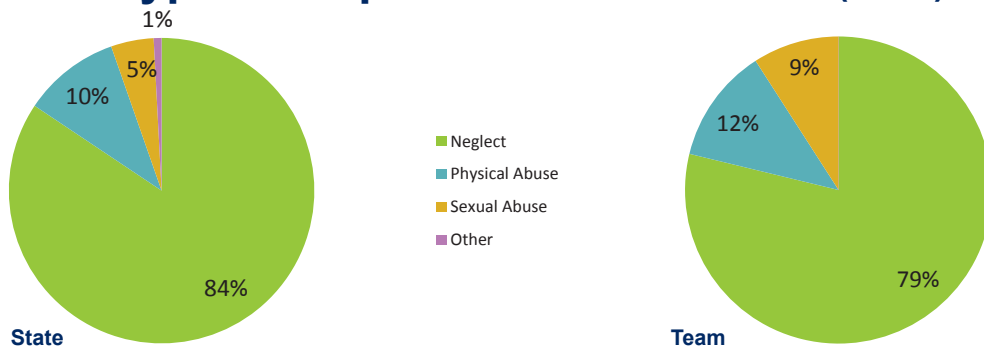 1%
5%
10%
84%
State
Neglect
Physical Abuse
Sexual Abuse
Other
9%
12%
79%
Team